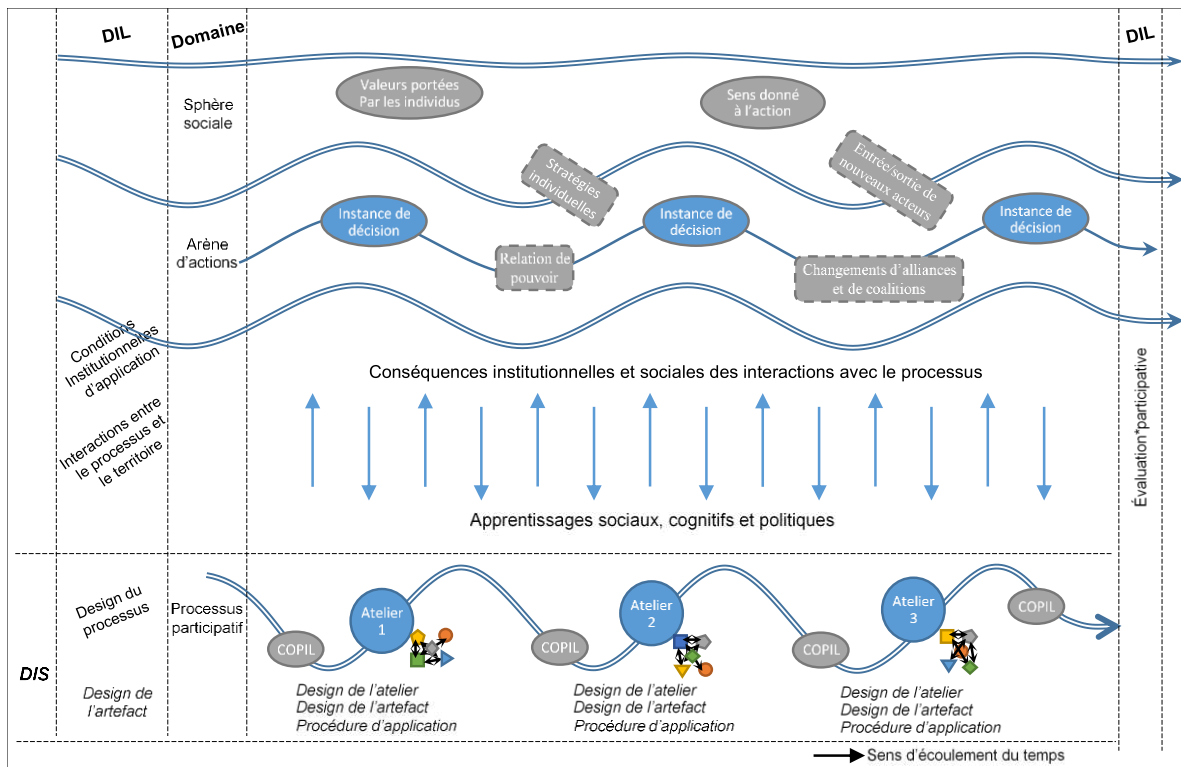 DIL
Domaine
DIL
Sphère
sociale
Valeurs portées
Par les individus
Sens donné
à l'action
Stratégies
individuelles
Entrée/sortie de
nouveaux acteurs
Arène
d'actions
Instance de
décision
Relation de
pouvoir
Instance de
décision
Changements d'alliances
et de coalitions
Instance de
décision
Conditions
Institutionnelles
d'application
Interactions entre
le processus et
le territoire
Conséquences institutionnelles et sociales des interactions avec le processus
Apprentissages sociaux, cognitifs et politiques
Évaluation*participative
DIS
Design du
processus
Processus
participatif
Design de
l'artefact
COPIL
Atelier
1
COPIL
Atelier
2
COPIL
Atelier
3
COPIL
Design de l'atelier
Design de l'artefact
Procédure d'application
Design de l'atelier
Design de l'artefact
Procédure d'application
Design de l'atelier
Design de l'artefact
Procédure d'application
Sens d'écoulement du temps